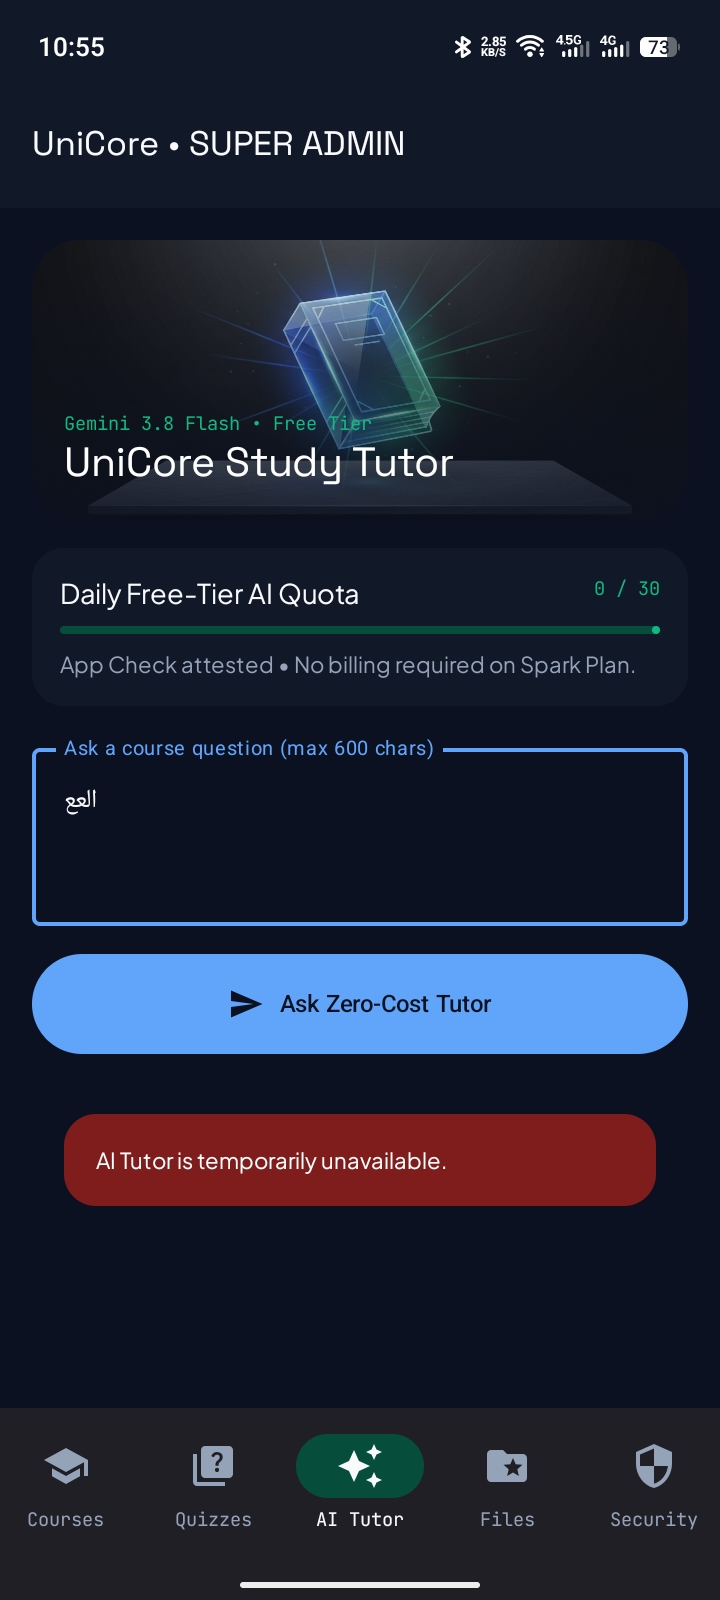 10:55
2.85 KB/S
4.5G
4G
73
UniCore • SUPER ADMIN
Gemini 3.8 Flash • Free Tier
UniCore Study Tutor
Daily Free-Tier AI Quota
0 / 30
App Check attested • No billing required on Spark Plan.
Ask a course question (max 600 chars)
العع
Ask Zero-Cost Tutor
AI Tutor is temporarily unavailable.
Courses
Quizzes
AI Tutor
Files
Security